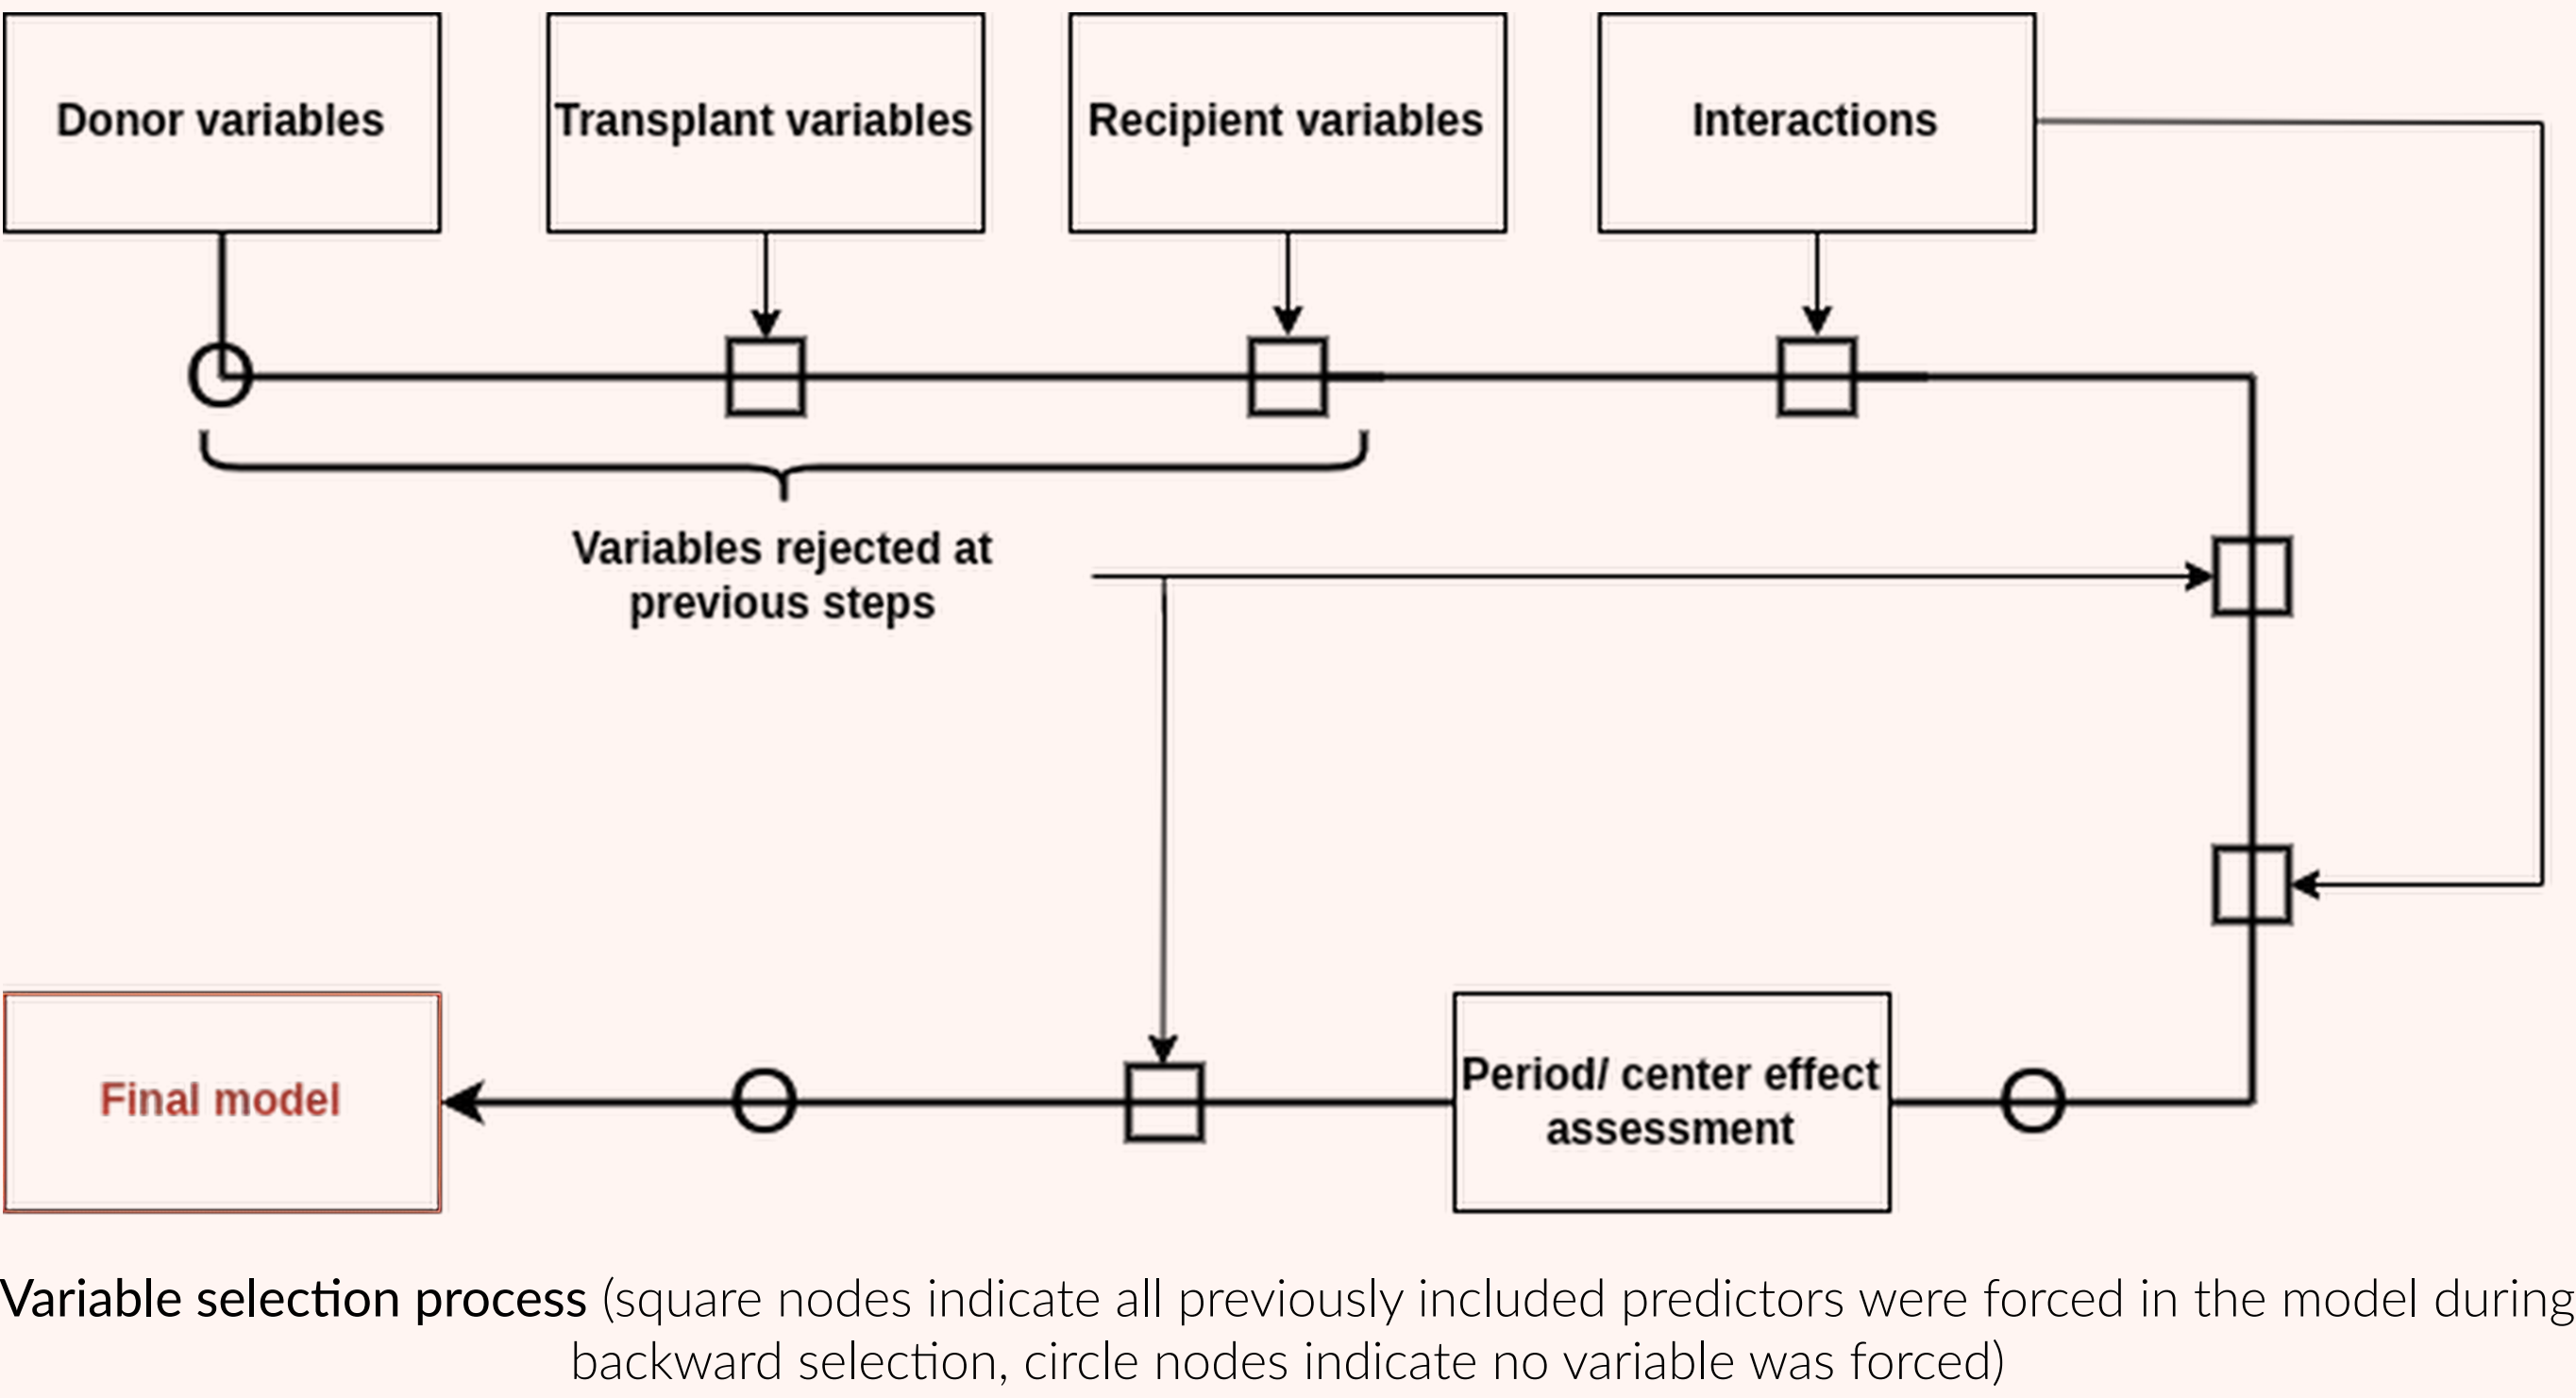 Donor variables
Transplant variables
Recipient variables
Interactions
Variables rejected at
previous steps
Final model
Period/ center effect
assessment
Variable selection process (square nodes indicate all previously included predictors were forced in the model during
backward selection, circle nodes indicate no variable was forced)